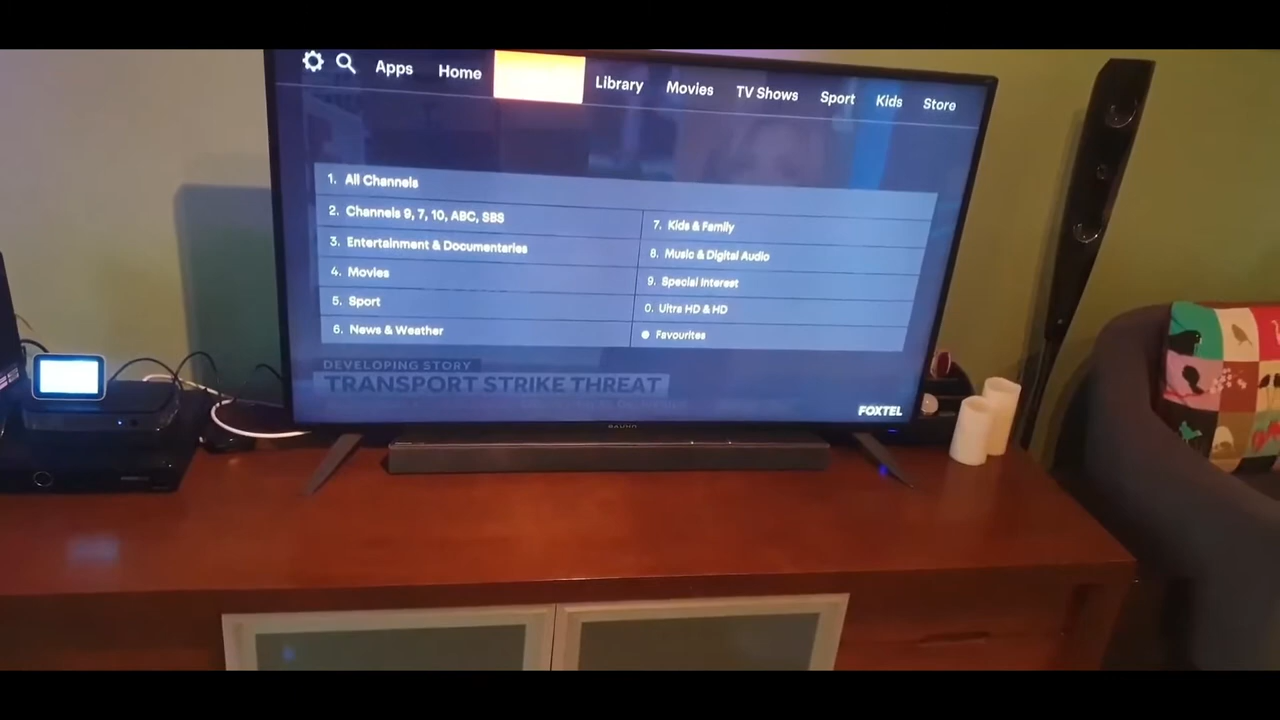 Apps Home Library Movies TV Shows Sport Kids Store
1. All Channels
2. Channels 9, 7, 10, ABC, SBS
3. Entertainment & Documentaries
4. Movies
5. Sport
6. News & Weather
7. Kids & Family
8. Music & Digital Audio
9. Special Interest
0. Ultra HD & HD
Favourites
DEVELOPING STORY
TRANSPORT STRIKE THREAT
FOXTEL